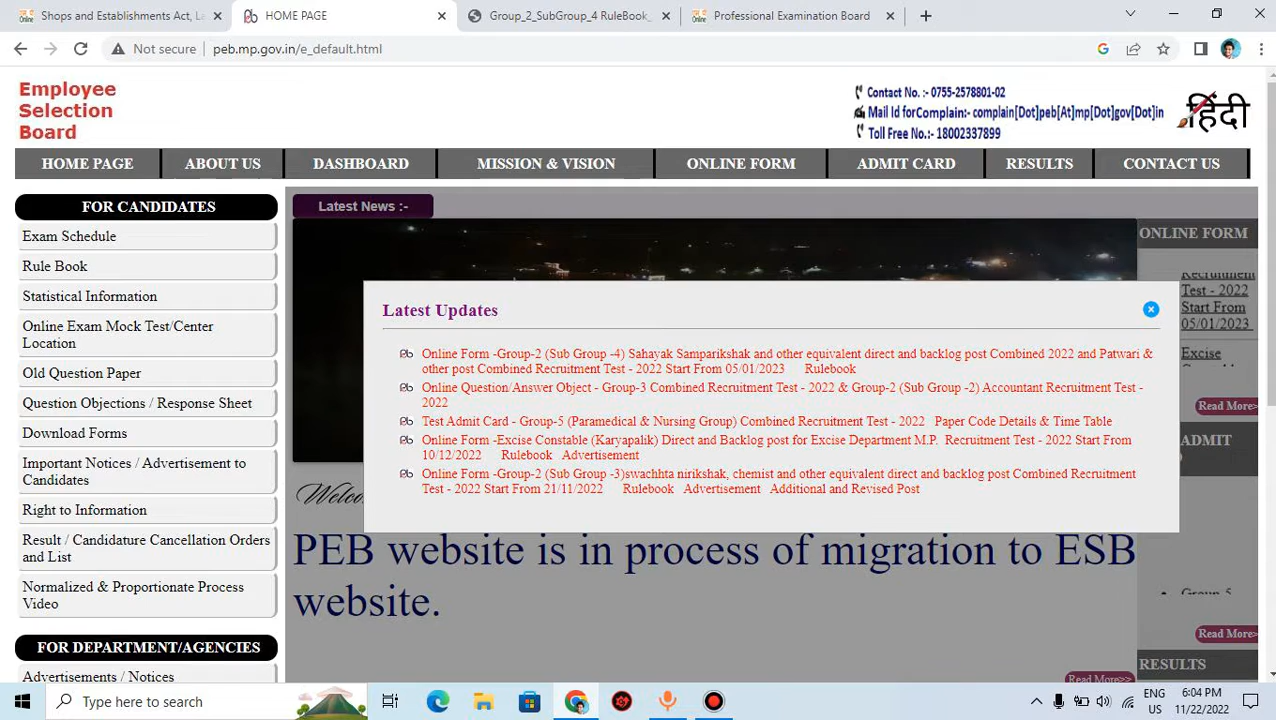 Shops and Establishments Act, Le
HOME PAGE
Group_2_SubGroup_4 RuleBook_
Professional Examination Board
Not secure
peb.mp.gov.in/e_default.html
Employee
Selection
Board
Contact No. :- 0755-2578801-02
Mail Id forComplain:- complain[Dot]peb[At]mp[Dot]gov[Dot]in
Toll Free No.:- 18002337899
हिंदी
HOME PAGE
ABOUT US
DASHBOARD
MISSION & VISION
ONLINE FORM
ADMIT CARD
RESULTS
CONTACT US
FOR CANDIDATES
Exam Schedule
Rule Book
Statistical Information
Online Exam Mock Test/Center
Location
Old Question Paper
Question Objections / Response Sheet
Download Forms
Important Notices / Advertisement to
Candidates
Right to Information
Result / Candidature Cancellation Orders
and List
Normalized & Proportionate Process
Video
FOR DEPARTMENT/AGENCIES
Advertisements / Notices
Latest News :-
Latest Updates
Online Form -Group-2 (Sub Group -4) Sahayak Samparikshak and other equivalent direct and backlog post Combined 2022 and Patwari &
other post Combined Recruitment Test - 2022 Start From 05/01/2023 Rulebook
Online Question/Answer Object - Group-3 Combined Recruitment Test - 2022 & Group-2 (Sub Group -2) Accountant Recruitment Test -
2022
Test Admit Card - Group-5 (Paramedical & Nursing Group) Combined Recruitment Test - 2022 Paper Code Details & Time Table
Online Form -Excise Constable (Karyapalik) Direct and Backlog post for Excise Department M.P. Recruitment Test - 2022 Start From
10/12/2022 Rulebook Advertisement
Online Form -Group-2 (Sub Group -3)swachhta nirikshak, chemist and other equivalent direct and backlog post Combined Recruitment
Test - 2022 Start From 21/11/2022 Rulebook Advertisement Additional and Revised Post
PEB website is in process of migration to ESB
website.
Read More>>
ONLINE FORM
Recruitment
Test - 2022
Start From
05/01/2023
Excise
Read More>
ADMIT
Group-5
Read More>
RESULTS
Type here to search
ENG
US
6:04 PM
11/22/2022